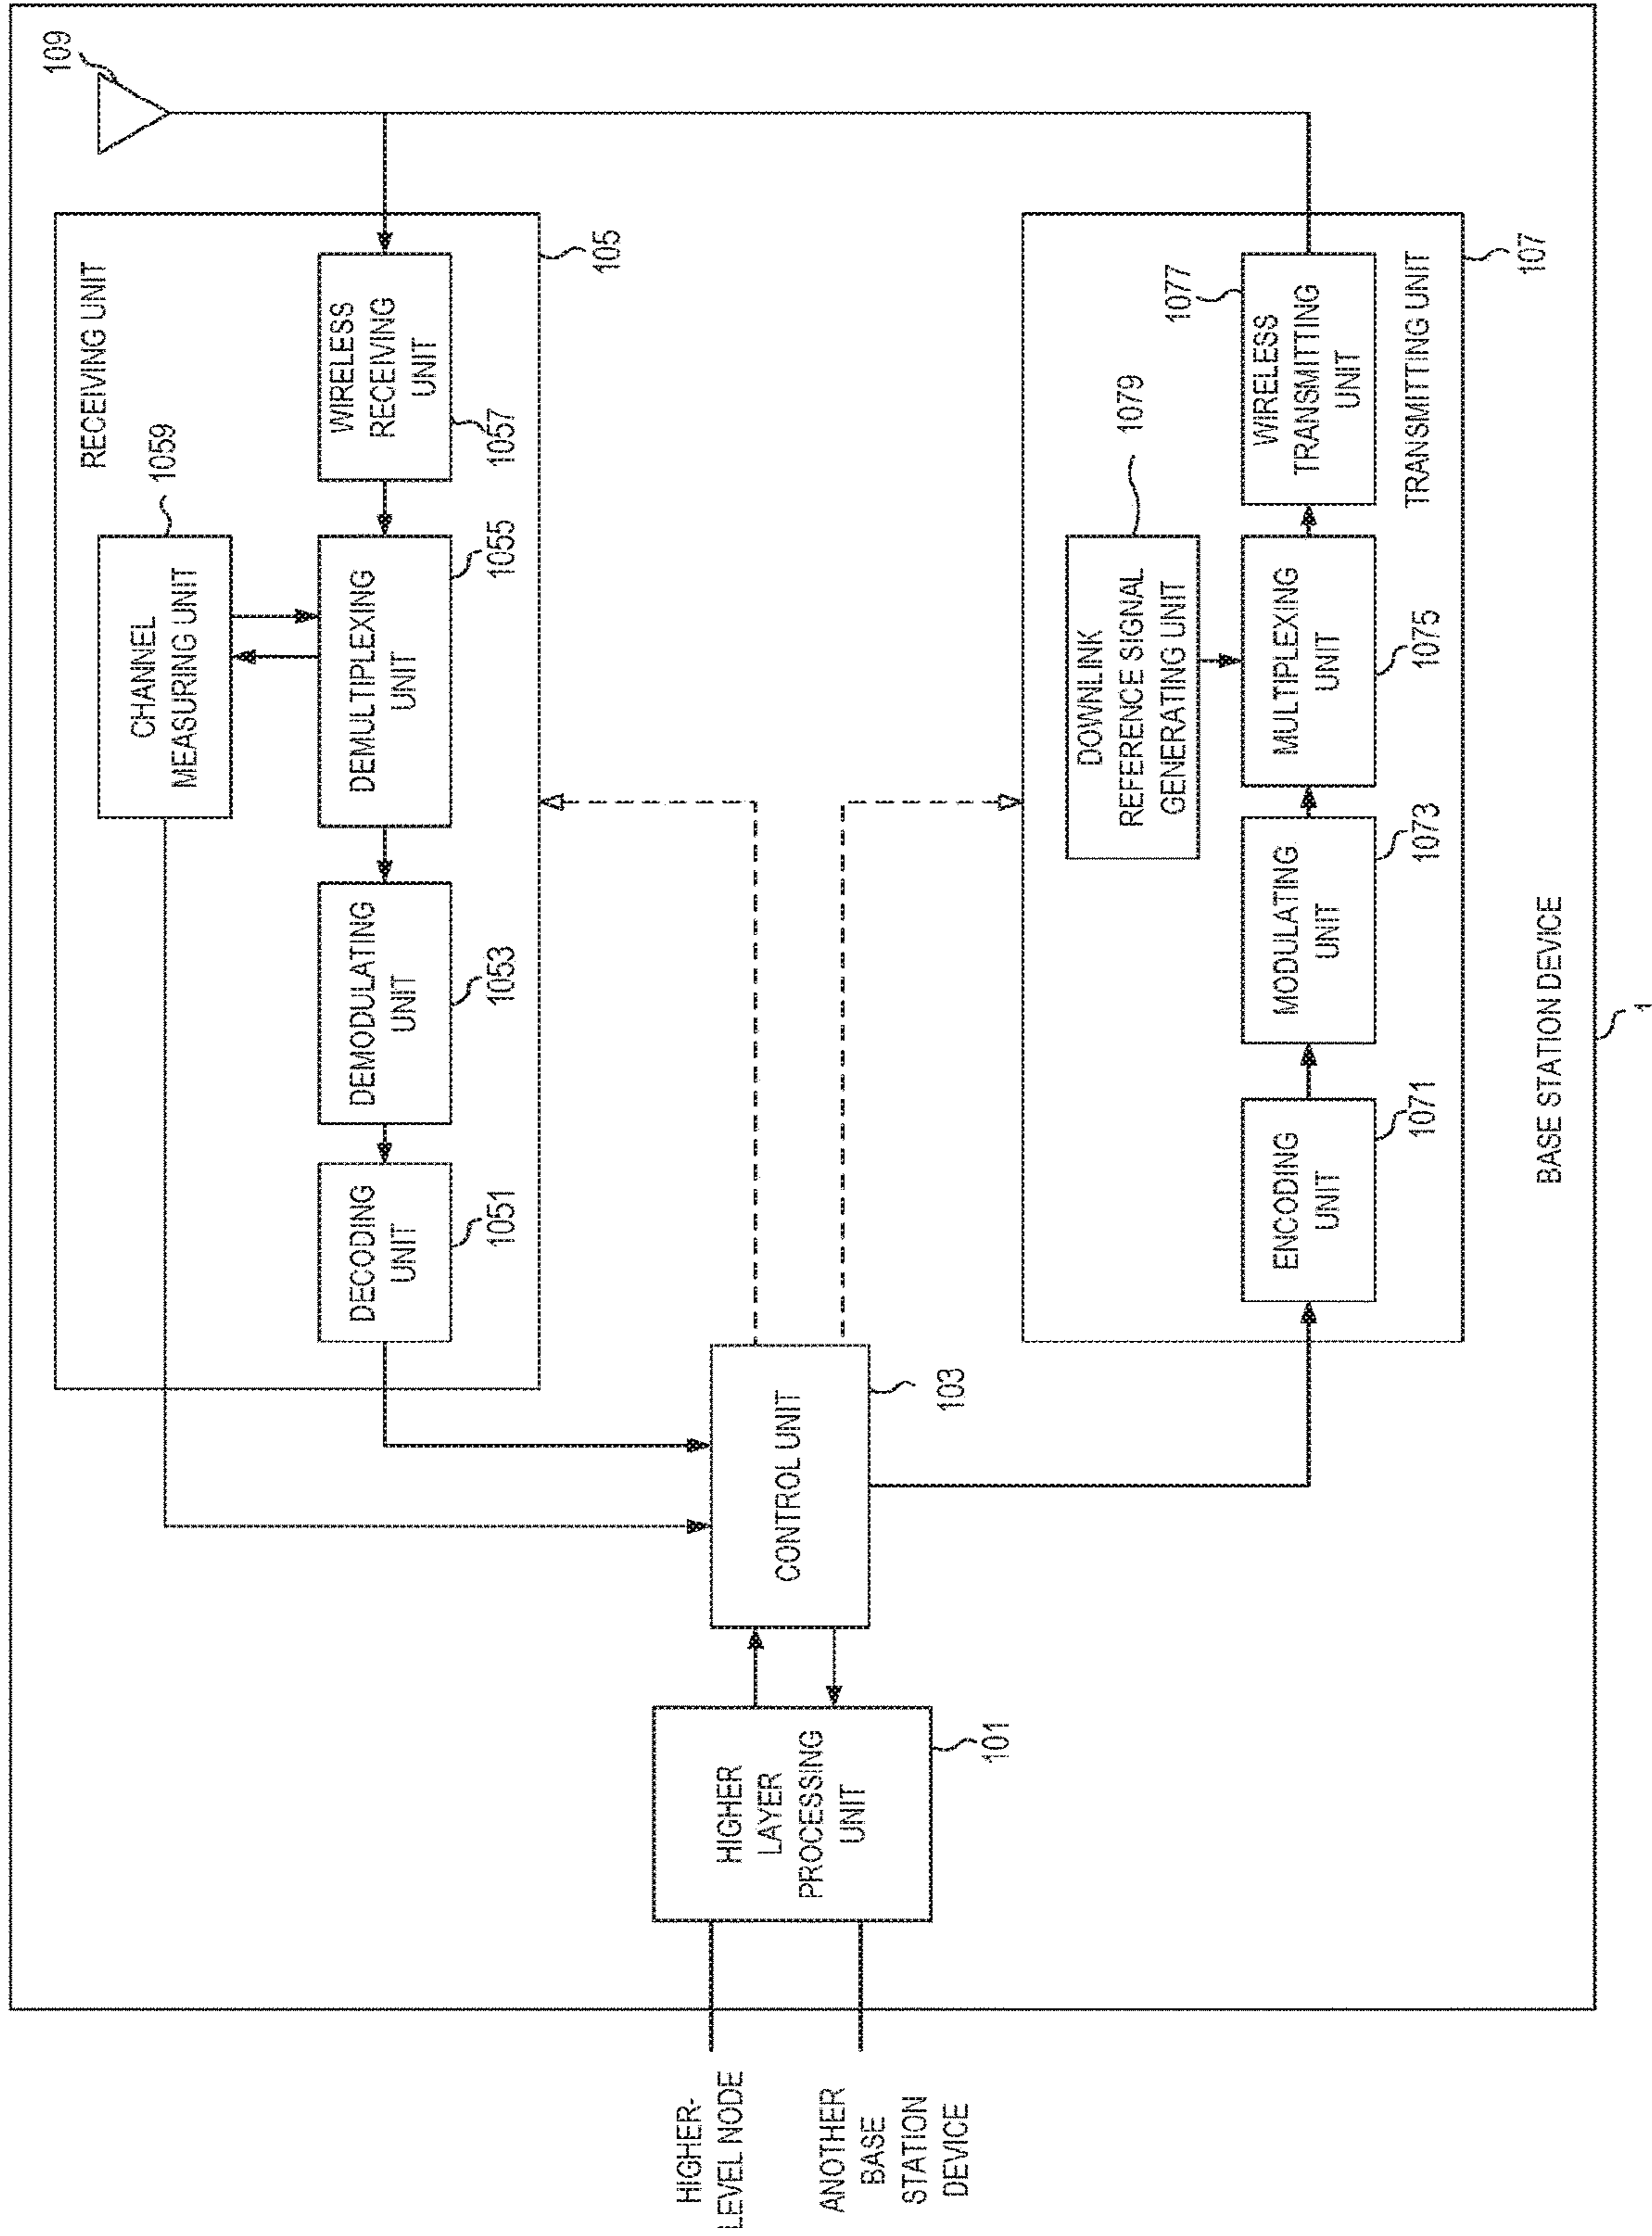 109
RECEIVING UNIT
105
CHANNEL
MEASURING UNIT
1059
WIRELESS
RECEIVING
UNIT
1057
DEMULTIPLEXING
UNIT
1055
DEMODULATING
UNIT
1053
DECODING
UNIT
1051
CONTROL UNIT
103
HIGHER
LAYER
PROCESSING
UNIT
101
HIGHER-
LEVEL NODE
ANOTHER
BASE
STATION
DEVICE
DOWNLINK
REFERENCE SIGNAL
GENERATING UNIT
1079
ENCODING
UNIT
1071
MODULATING
UNIT
1073
MULTIPLEXING
UNIT
1075
WIRELESS
TRANSMITTING
UNIT
1077
TRANSMITTING UNIT
107
BASE STATION DEVICE
1